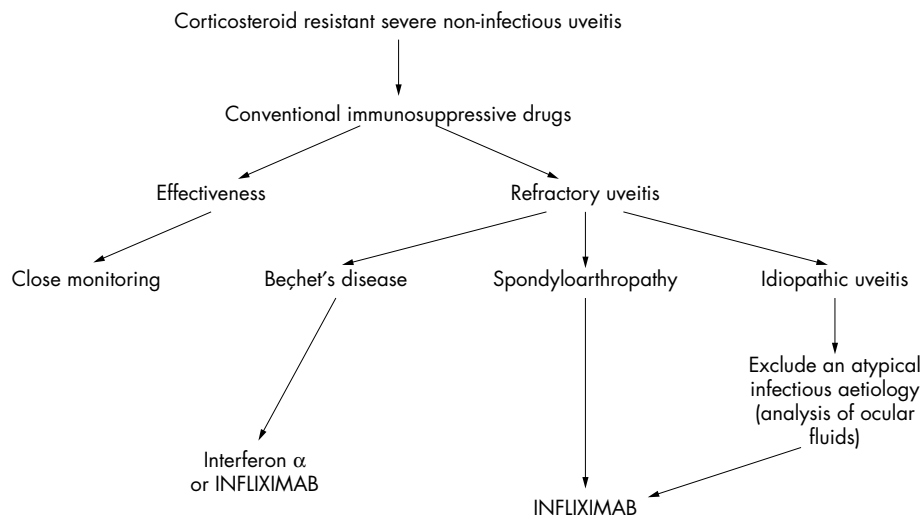 Corticosteroid resistant severe non-infectious uveitis
Conventional immunosuppressive drugs
Effectiveness
Refractory uveitis
Close monitoring
Beçhet's disease
Spondyloarthropathy
Idiopathic uveitis
Exclude an atypical
infectious aetiology
(analysis of ocular
fluids)
Interferon α
or INFLIXIMAB
INFLIXIMAB